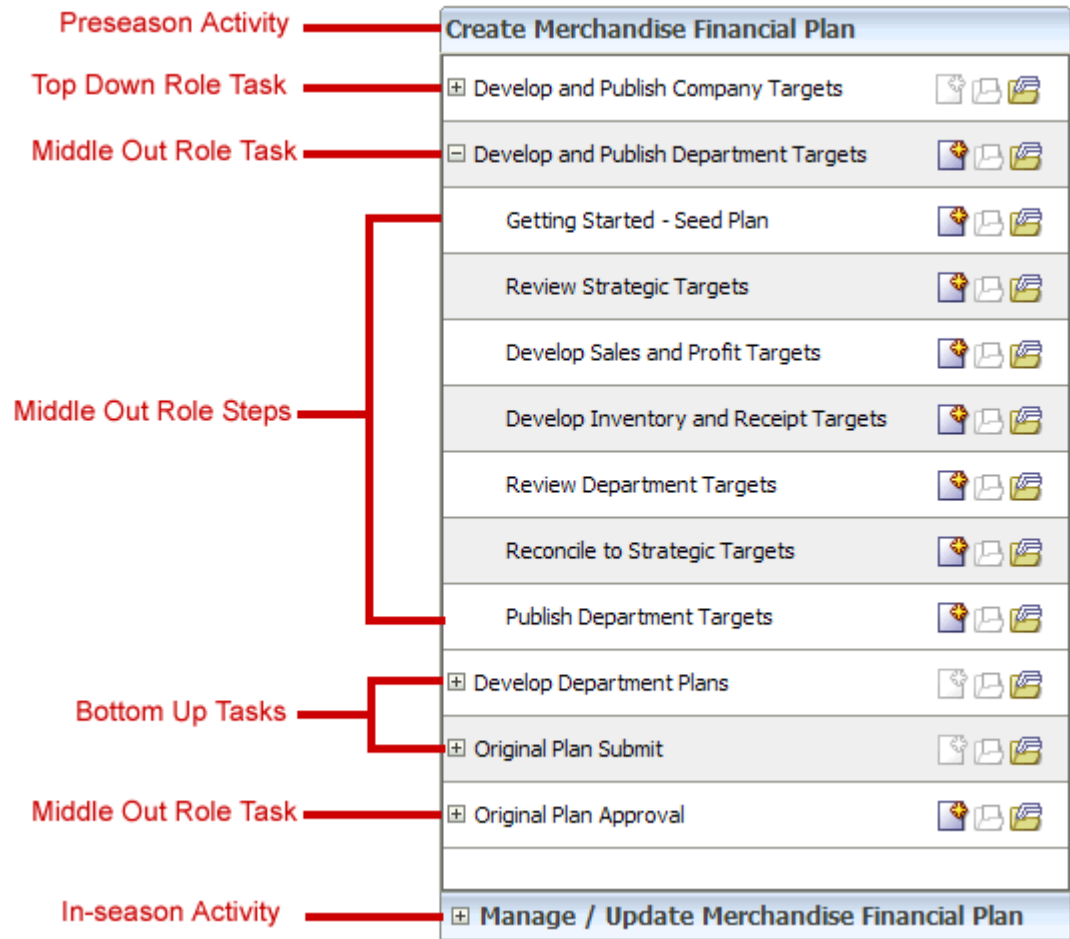 Preseason Activity
Create Merchandise Financial Plan
Top Down Role Task
Develop and Publish Company Targets
Middle Out Role Task
Develop and Publish Department Targets
Getting Started - Seed Plan
Review Strategic Targets
Develop Sales and Profit Targets
Middle Out Role Steps
Develop Inventory and Receipt Targets
Review Department Targets
Reconcile to Strategic Targets
Publish Department Targets
Develop Department Plans
Bottom Up Tasks
Original Plan Submit
Middle Out Role Task
Original Plan Approval
In-season Activity
Manage / Update Merchandise Financial Plan